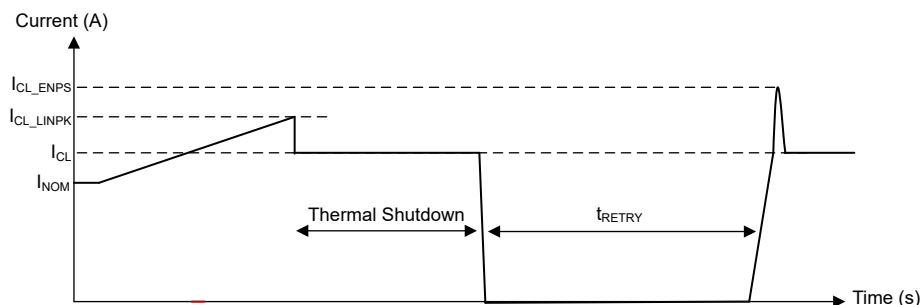 Current (A)
I_CL_ENPS
I_CL_LINPK
I_CL
I_NOM
Thermal Shutdown
t_RETRY
Time (s)